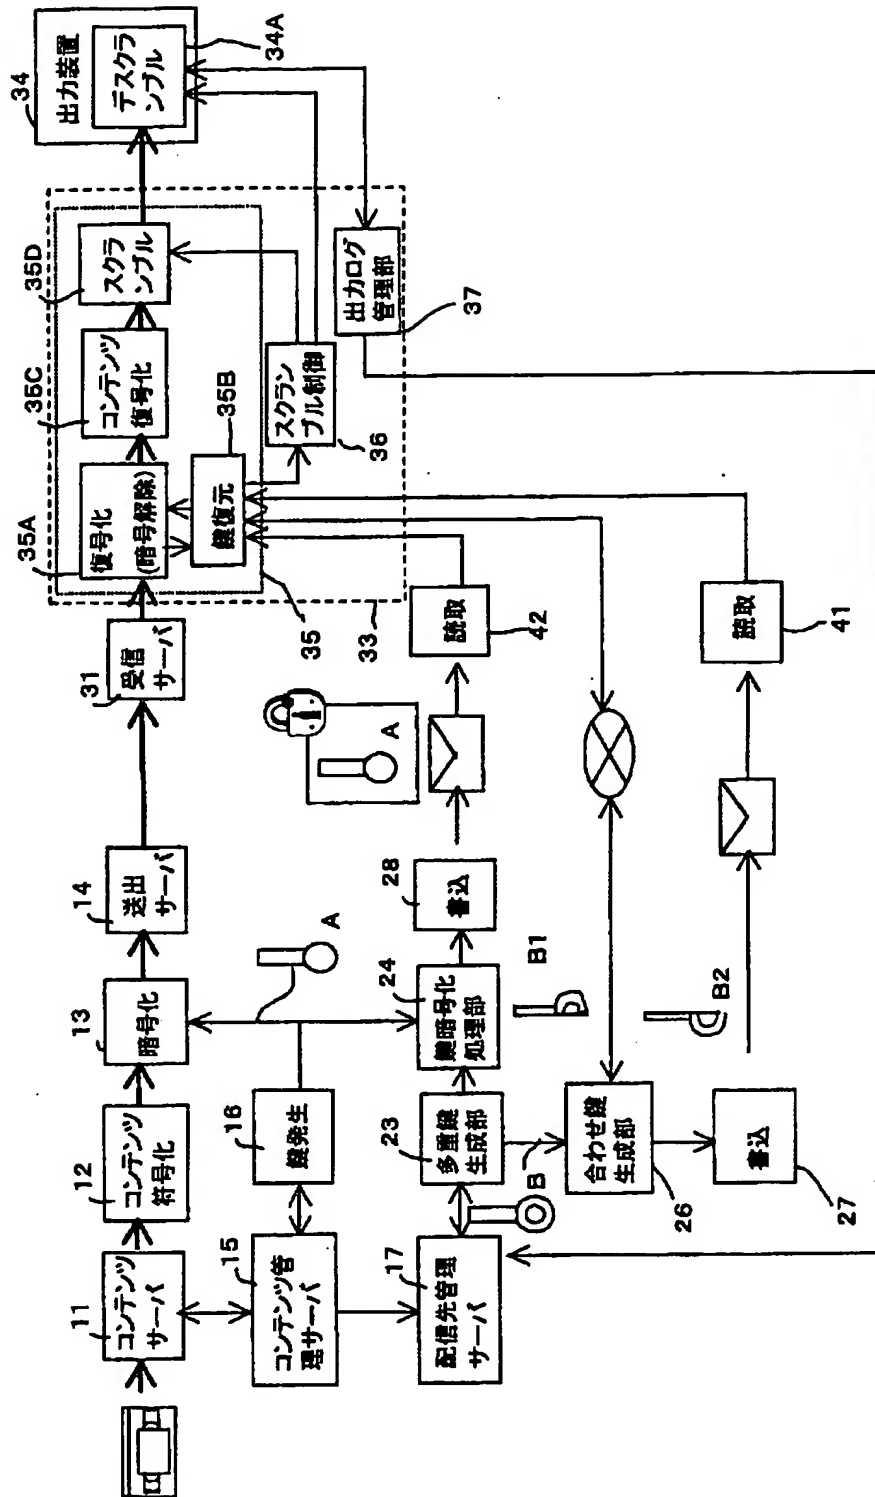 11
コンテンツ
サーバ
12
コンテンツ
符号化
13
暗号化
14
送出
サーバ
31
受信
サーバ
35A
復号化
(暗号解除)
35C
コンテンツ
復号化
35D
スクラ
ンブル
34
出力装置
デスクラ
ンブル
34A
15
コンテンツ管
理サーバ
16
鍵発生
A
35B
鍵復元
スクラン
ブル制御
36
出力ログ
管理部
37
35
33
17
配信先管理
サーバ
23
多重鍵
生成部
24
鍵暗号化
処理部
28
書込
A
読取
42
B
合わせ鍵
生成部
26
B1
書込
27
B2
読取
41